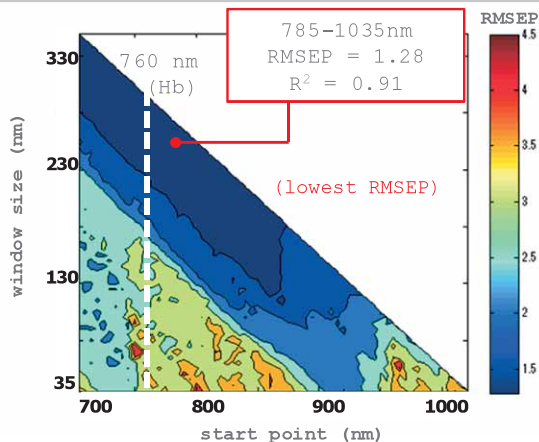 RMSEP
785-1035nm
RMSEP = 1.28
R² = 0.91
760 nm
(Hb)
(lowest RMSEP)
window size (nm)
330
230
130
35
700 800 900 1000
start point (nm)
4.5
4
3.5
3
2.5
2
1.5